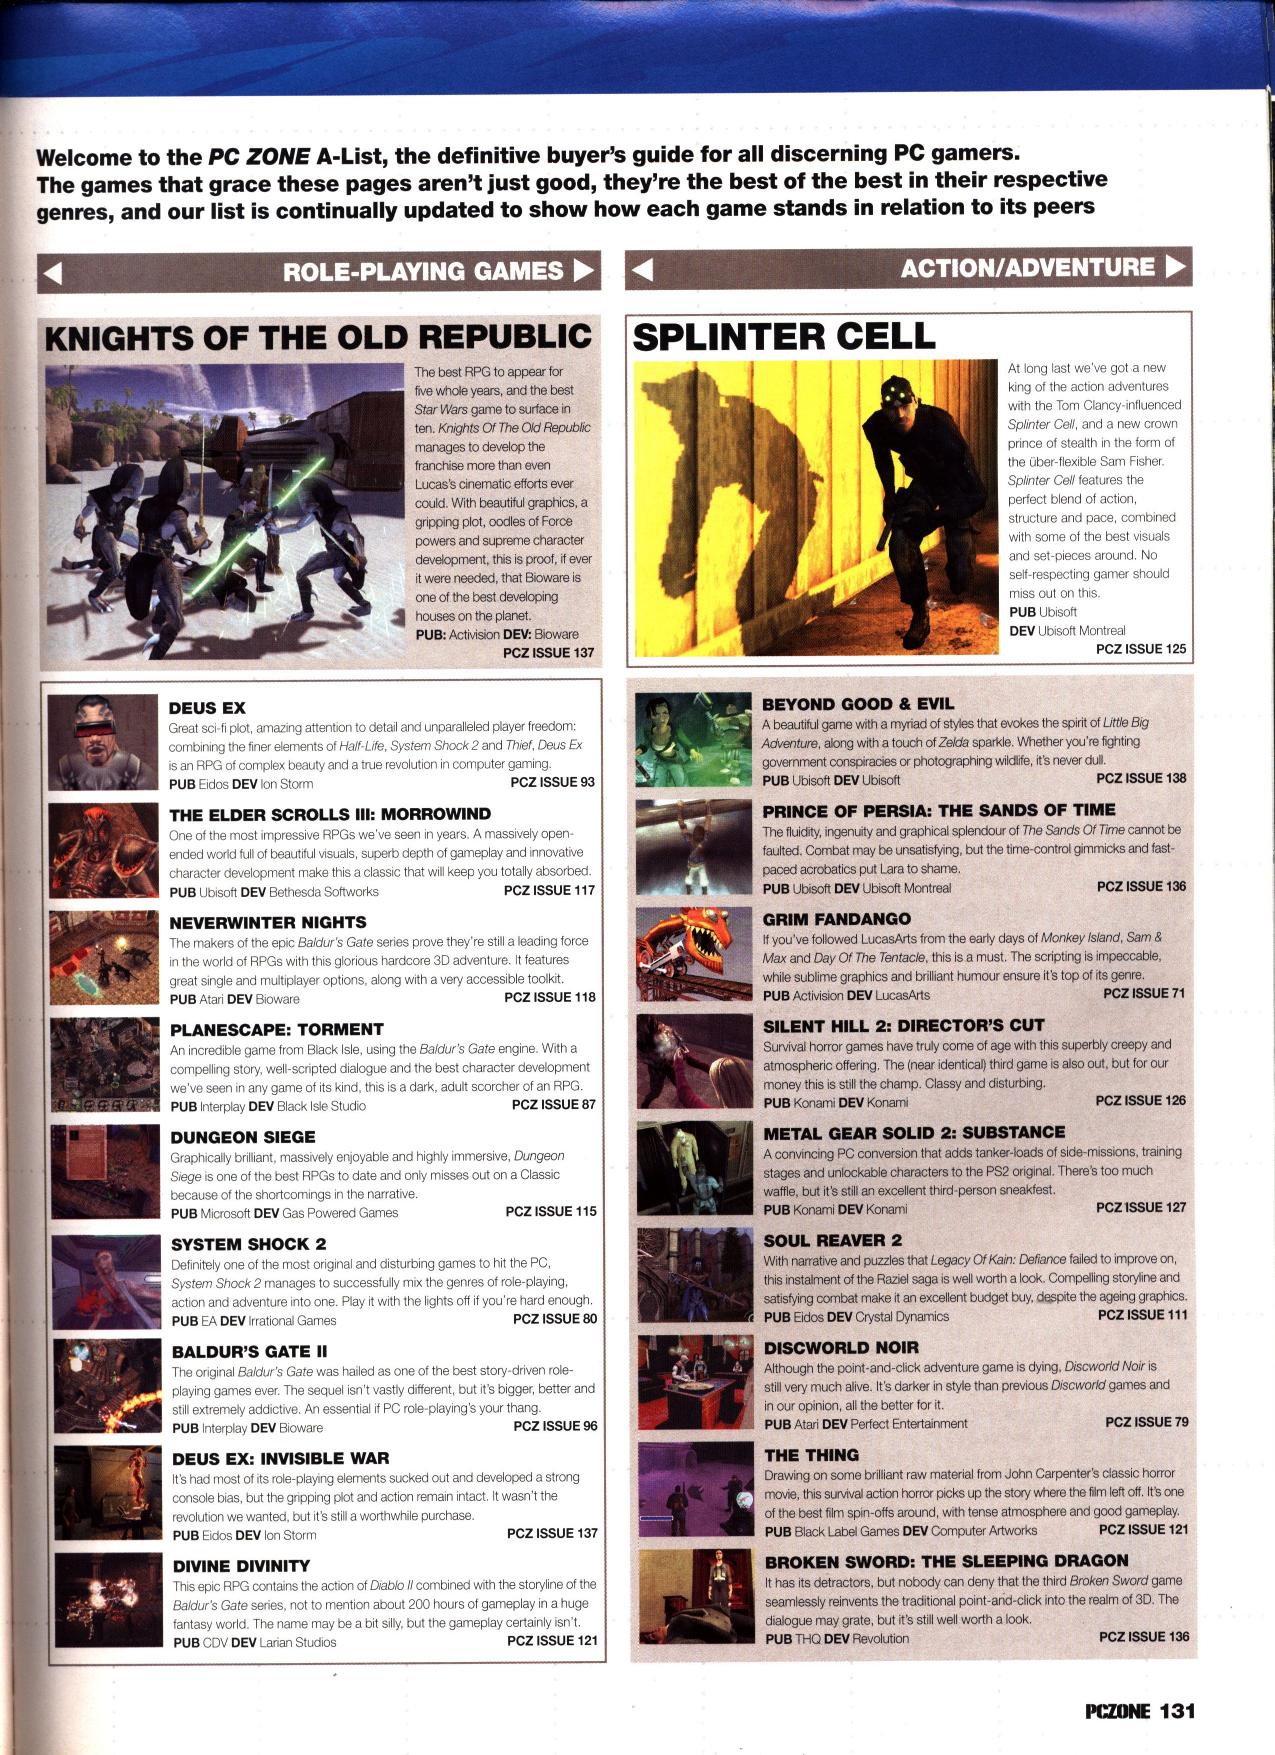 Welcome to the PC ZONE A-List, the definitive buyer's guide for all discerning PC gamers.
The games that grace these pages aren't just good, they're the best of the best in their respective
genres, and our list is continually updated to show how each game stands in relation to its peers
ROLE-PLAYING GAMES
KNIGHTS OF THE OLD REPUBLIC
The best RPG to appear for
five whole years, and the best
Star Wars game to surface in
ten. Knights Of The Old Republic
manages to develop the
franchise more than even
Lucas's cinematic efforts ever
could. With beautiful graphics, a
gripping plot, oodles of Force
powers and supreme character
development, this is proof, if ever
it were needed, that Bioware is
one of the best developing
houses on the planet.
PUB: Activision DEV: Bioware
PCZ ISSUE 137
DEUS EX
Great sci-fi plot, amazing attention to detail and unparalleled player freedom:
combining the finer elements of Half-Life, System Shock 2 and Thief, Deus Ex
is an RPG of complex beauty and a true revolution in computer gaming.
PUB Eidos DEV Ion Storm PCZ ISSUE 93
THE ELDER SCROLLS III: MORROWIND
One of the most impressive RPGs we've seen in years. A massively open-
ended world full of beautiful visuals, superb depth of gameplay and innovative
character development make this a classic that will keep you totally absorbed.
PUB Ubisoft DEV Bethesda Softworks PCZ ISSUE 117
NEVERWINTER NIGHTS
The makers of the epic Baldur's Gate series prove they're still a leading force
in the world of RPGs with this glorious hardcore 3D adventure. It features
great single and multiplayer options, along with a very accessible toolkit.
PUB Atari DEV Bioware PCZ ISSUE 118
PLANESCAPE: TORMENT
An incredible game from Black Isle, using the Baldur's Gate engine. With a
compelling story, well-scripted dialogue and the best character development
we've seen in any game of its kind, this is a dark, adult scorcher of an RPG.
PUB Interplay DEV Black Isle Studio PCZ ISSUE 87
DUNGEON SIEGE
Graphically brilliant, massively enjoyable and highly immersive, Dungeon
Siege is one of the best RPGs to date and only misses out on a Classic
because of the shortcomings in the narrative.
PUB Microsoft DEV Gas Powered Games PCZ ISSUE 115
SYSTEM SHOCK 2
Definitely one of the most original and disturbing games to hit the PC,
System Shock 2 manages to successfully mix the genres of role-playing,
action and adventure into one. Play it with the lights off if you're hard enough.
PUB EA DEV Irrational Games PCZ ISSUE 80
BALDUR'S GATE II
The original Baldur's Gate was hailed as one of the best story-driven role-
playing games ever. The sequel isn't vastly different, but it's bigger, better and
still extremely addictive. An essential if PC role-playing's your thang.
PUB Interplay DEV Bioware PCZ ISSUE 96
DEUS EX: INVISIBLE WAR
It's had most of its role-playing elements sucked out and developed a strong
console bias, but the gripping plot and action remain intact. It wasn't the
revolution we wanted, but it's still a worthwhile purchase.
PUB Eidos DEV Ion Storm PCZ ISSUE 137
DIVINE DIVINITY
This epic RPG contains the action of Diablo II combined with the storyline of the
Baldur's Gate series, not to mention about 200 hours of gameplay in a huge
fantasy world. The name may be a bit silly, but the gameplay certainly isn't.
PUB CDV DEV Larian Studios PCZ ISSUE 121
ACTION/ADVENTURE
SPLINTER CELL
At long last we've got a new
king of the action adventures
with the Tom Clancy-influenced
Splinter Cell, and a new crown
prince of stealth in the form of
the über-flexible Sam Fisher.
Splinter Cell features the
perfect blend of action,
structure and pace, combined
with some of the best visuals
and set-pieces around. No
self-respecting gamer should
miss out on this.
PUB Ubisoft
DEV Ubisoft Montreal
PCZ ISSUE 125
BEYOND GOOD & EVIL
A beautiful game with a myriad of styles that evokes the spirit of Little Big
Adventure, along with a touch of Zelda sparkle. Whether you're fighting
government conspiracies or photographing wildlife, it's never dull.
PUB Ubisoft DEV Ubisoft PCZ ISSUE 138
PRINCE OF PERSIA: THE SANDS OF TIME
The fluidity, ingenuity and graphical splendour of The Sands Of Time cannot be
faulted. Combat may be unsatisfying, but the time-control gimmicks and fast-
paced acrobatics put Lara to shame.
PUB Ubisoft DEV Ubisoft Montreal PCZ ISSUE 136
GRIM FANDANGO
If you've followed LucasArts from the early days of Monkey Island, Sam &
Max and Day Of The Tentacle, this is a must. The scripting is impeccable,
while sublime graphics and brilliant humour ensure it's top of its genre.
PUB Activision DEV LucasArts PCZ ISSUE 71
SILENT HILL 2: DIRECTOR'S CUT
Survival horror games have truly come of age with this superbly creepy and
atmospheric offering. The (near identical) third game is also out, but for our
money this is still the champ. Classy and disturbing.
PUB Konami DEV Konami PCZ ISSUE 126
METAL GEAR SOLID 2: SUBSTANCE
A convincing PC conversion that adds tanker-loads of side-missions, training
stages and unlockable characters to the PS2 original. There's too much
waffle, but it's still an excellent third-person sneakfest.
PUB Konami DEV Konami PCZ ISSUE 127
SOUL REAVER 2
With narrative and puzzles that Legacy Of Kain: Defiance failed to improve on,
this instalment of the Raziel saga is well worth a look. Compelling storyline and
satisfying combat make it an excellent budget buy, despite the ageing graphics.
PUB Eidos DEV Crystal Dynamics PCZ ISSUE 111
DISCWORLD NOIR
Although the point-and-click adventure game is dying, Discworld Noir is
still very much alive. It's darker in style than previous Discworld games and
in our opinion, all the better for it.
PUB Atari DEV Perfect Entertainment PCZ ISSUE 79
THE THING
Drawing on some brilliant raw material from John Carpenter's classic horror
movie, this survival action horror picks up the story where the film left off. It's one
of the best film spin-offs around, with tense atmosphere and good gameplay.
PUB Black Label Games DEV Computer Artworks PCZ ISSUE 121
BROKEN SWORD: THE SLEEPING DRAGON
It has its detractors, but nobody can deny that the third Broken Sword game
seamlessly reinvents the traditional point-and-click into the realm of 3D. The
dialogue may grate, but it's still well worth a look.
PUB THQ DEV Revolution PCZ ISSUE 136
PCZONE 131